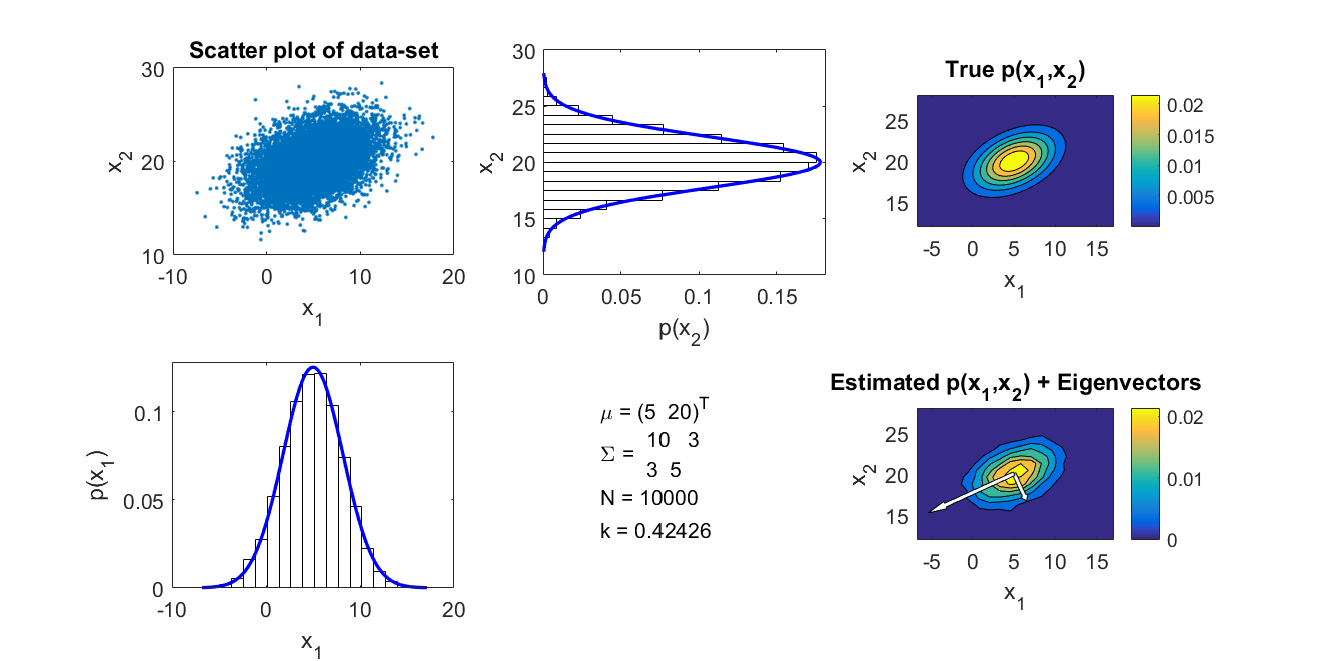 Scatter plot of data-set
30
20
10
x2
-10 0 10 20
x1
30
25
20
15
10
x2
0 0.05 0.1 0.15
p(x2)
True p(x1,x2)
25
20
15
x2
-5 0 5 10 15
x1
0.02
0.015
0.01
0.005
0.1
0.05
0
p(x1)
-10 0 10 20
x1
μ = (5 20)T
10 3
Σ =
3 5
N = 10000
k = 0.42426
Estimated p(x1,x2) + Eigenvectors
25
20
15
x2
-5 0 5 10 15
x1
0.02
0.01
0